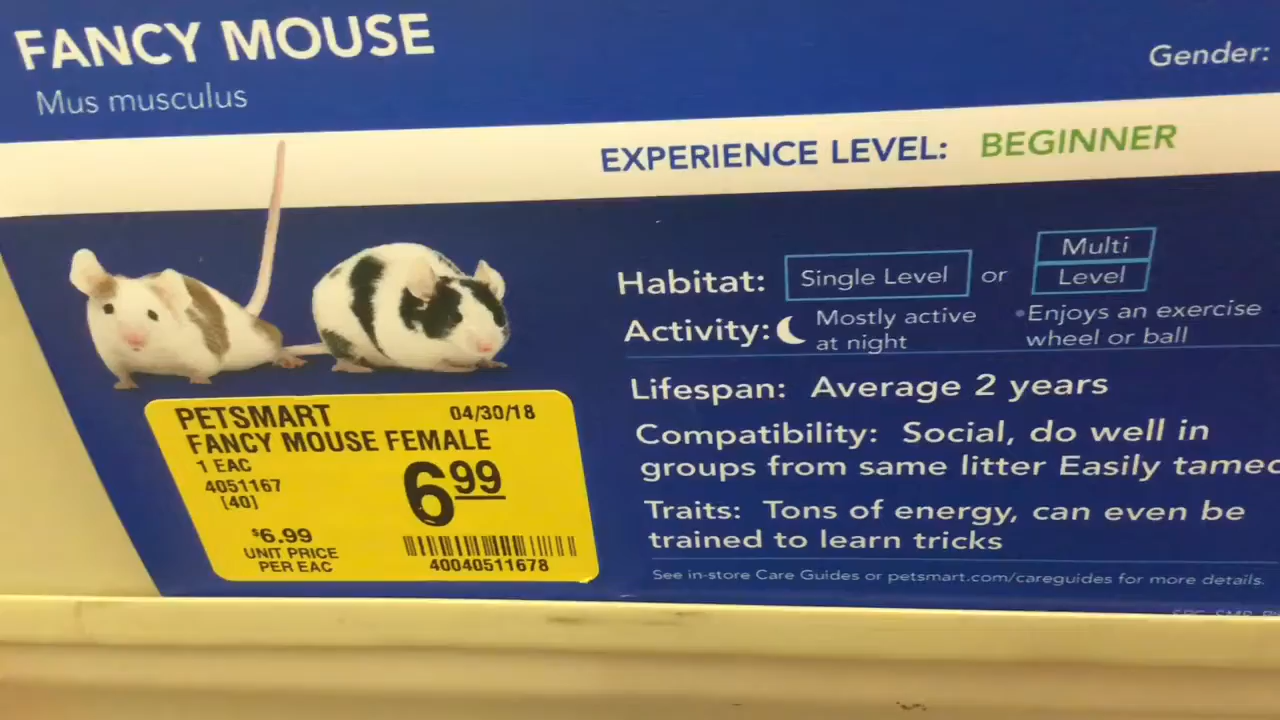 FANCY MOUSE
Mus musculus
Gender:
EXPERIENCE LEVEL: BEGINNER
Habitat: Single Level or Multi Level
Activity: Mostly active at night
Enjoys an exercise wheel or ball
Lifespan: Average 2 years
Compatibility: Social, do well in
groups from same litter Easily tamed
Traits: Tons of energy, can even be
trained to learn tricks
See in-store Care Guides or petsmart.com/careguides for more details.
PETSMART 04/30/18
FANCY MOUSE FEMALE
1 EAC
4051167
[40]
6.99
$6.99
UNIT PRICE
PER EAC
40040511678